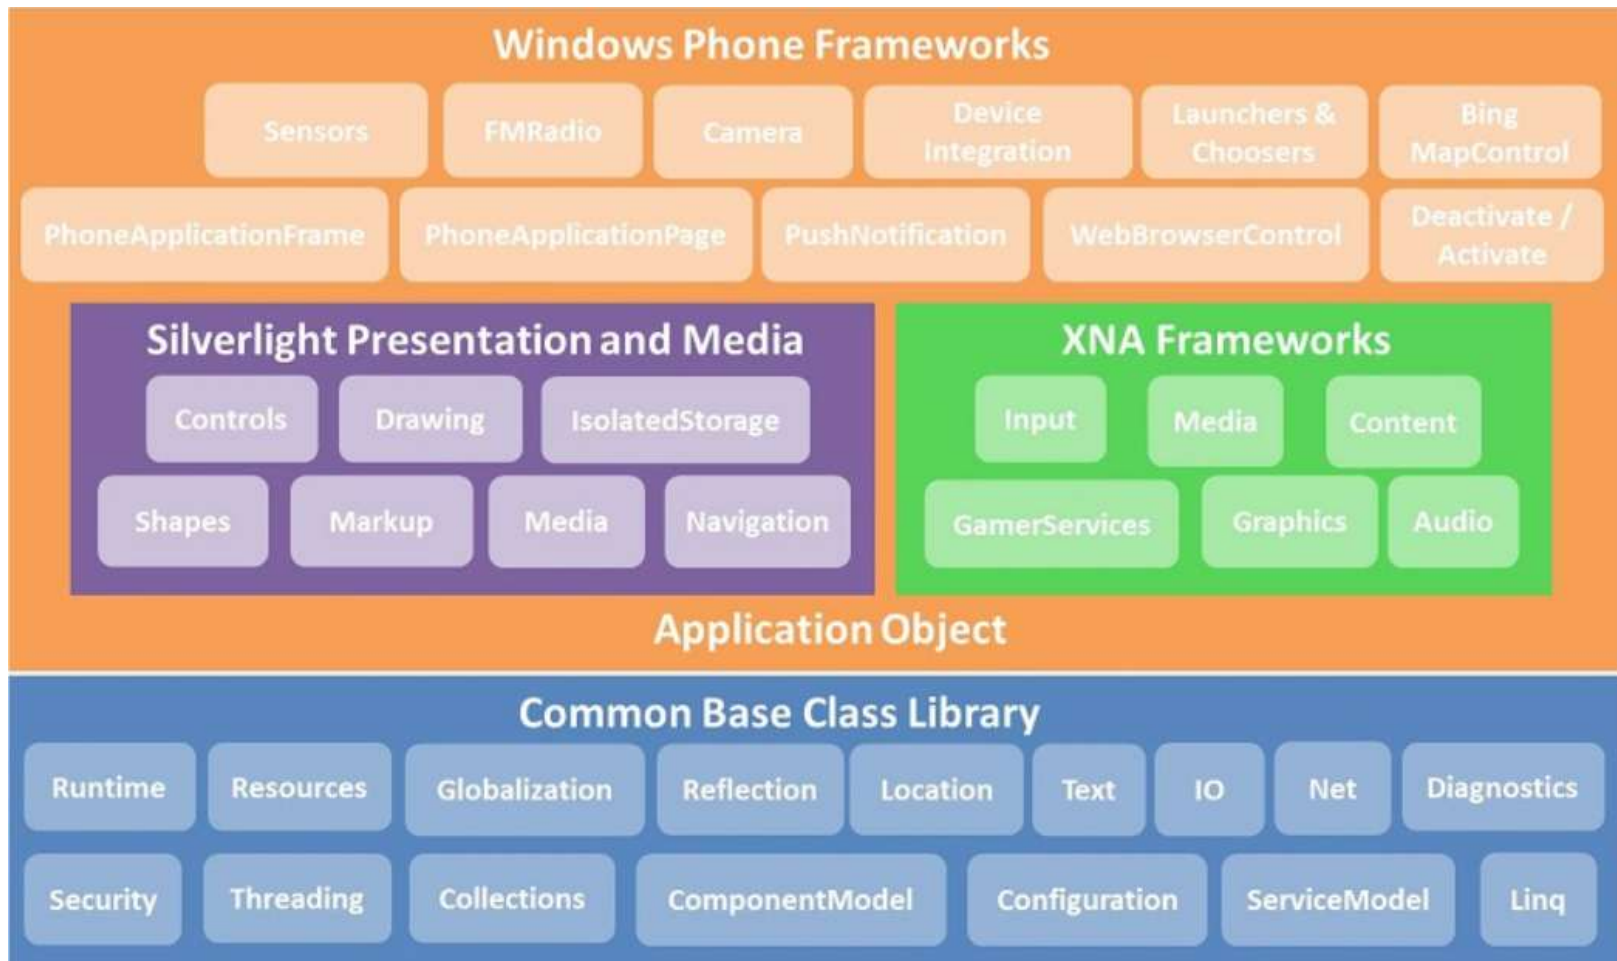 Windows Phone Frameworks
Sensors
FMRadio
Camera
Device
Integration
Launchers &
Choosers
Bing
MapControl
PhoneApplicationFrame
PhoneApplicationPage
PushNotification
WebBrowserControl
Deactivate /
Activate
Silverlight Presentation and Media
Controls
Drawing
IsolatedStorage
Shapes
Markup
Media
Navigation
XNA Frameworks
Input
Media
Content
GamerServices
Graphics
Audio
Application Object
Common Base Class Library
Runtime
Resources
Globalization
Reflection
Location
Text
IO
Net
Diagnostics
Security
Threading
Collections
ComponentModel
Configuration
ServiceModel
Linq